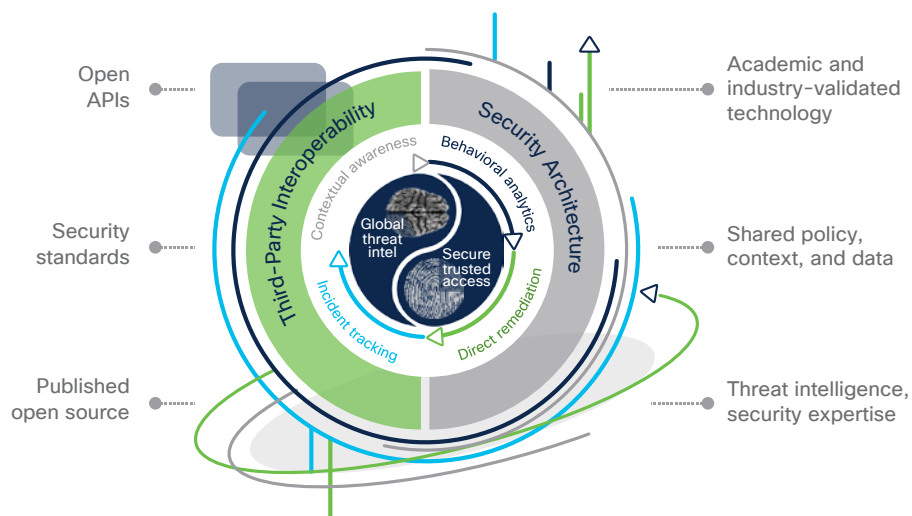 Open
APIs
Security
standards
Published
open source
Third-Party Interoperability
Security Architecture
Contextual awareness
Behavioral analytics
Direct remediation
Incident tracking
Global
threat
intel
Secure
trusted
access
Academic and
industry-validated
technology
Shared policy,
context, and data
Threat intelligence,
security expertise